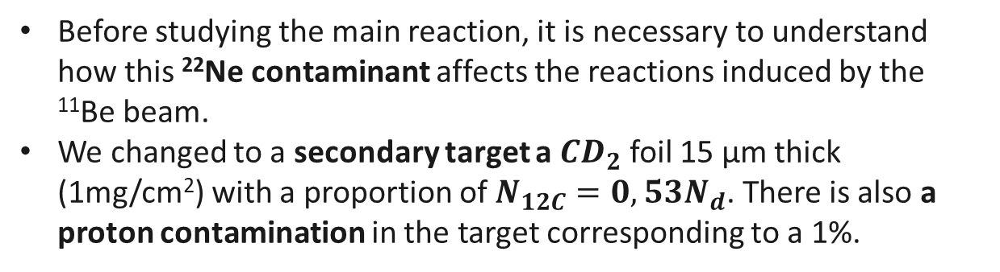 • Before studying the main reaction, it is necessary to understand
how this ²²Ne contaminant affects the reactions induced by the
¹¹Be beam.
• We changed to a secondary target a CD₂ foil 15 μm thick
(1mg/cm²) with a proportion of N₁₂C = 0,53N_d. There is also a
proton contamination in the target corresponding to a 1%.